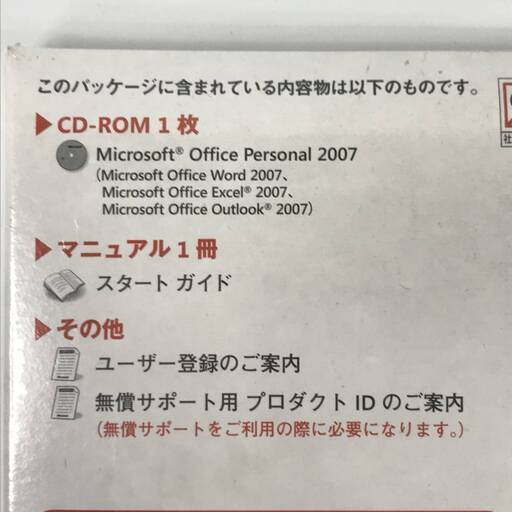 このパッケージに含まれている内容物は以下のものです。
▶CD-ROM 1 枚
Microsoft® Office Personal 2007
(Microsoft Office Word 2007、
Microsoft Office Excel® 2007、
Microsoft Office Outlook® 2007)
▶マニュアル 1 冊
スタート ガイド
▶その他
ユーザー登録のご案内
無償サポート用 プロダクト ID のご案内
(無償サポートをご利用の際に必要になります。)
社